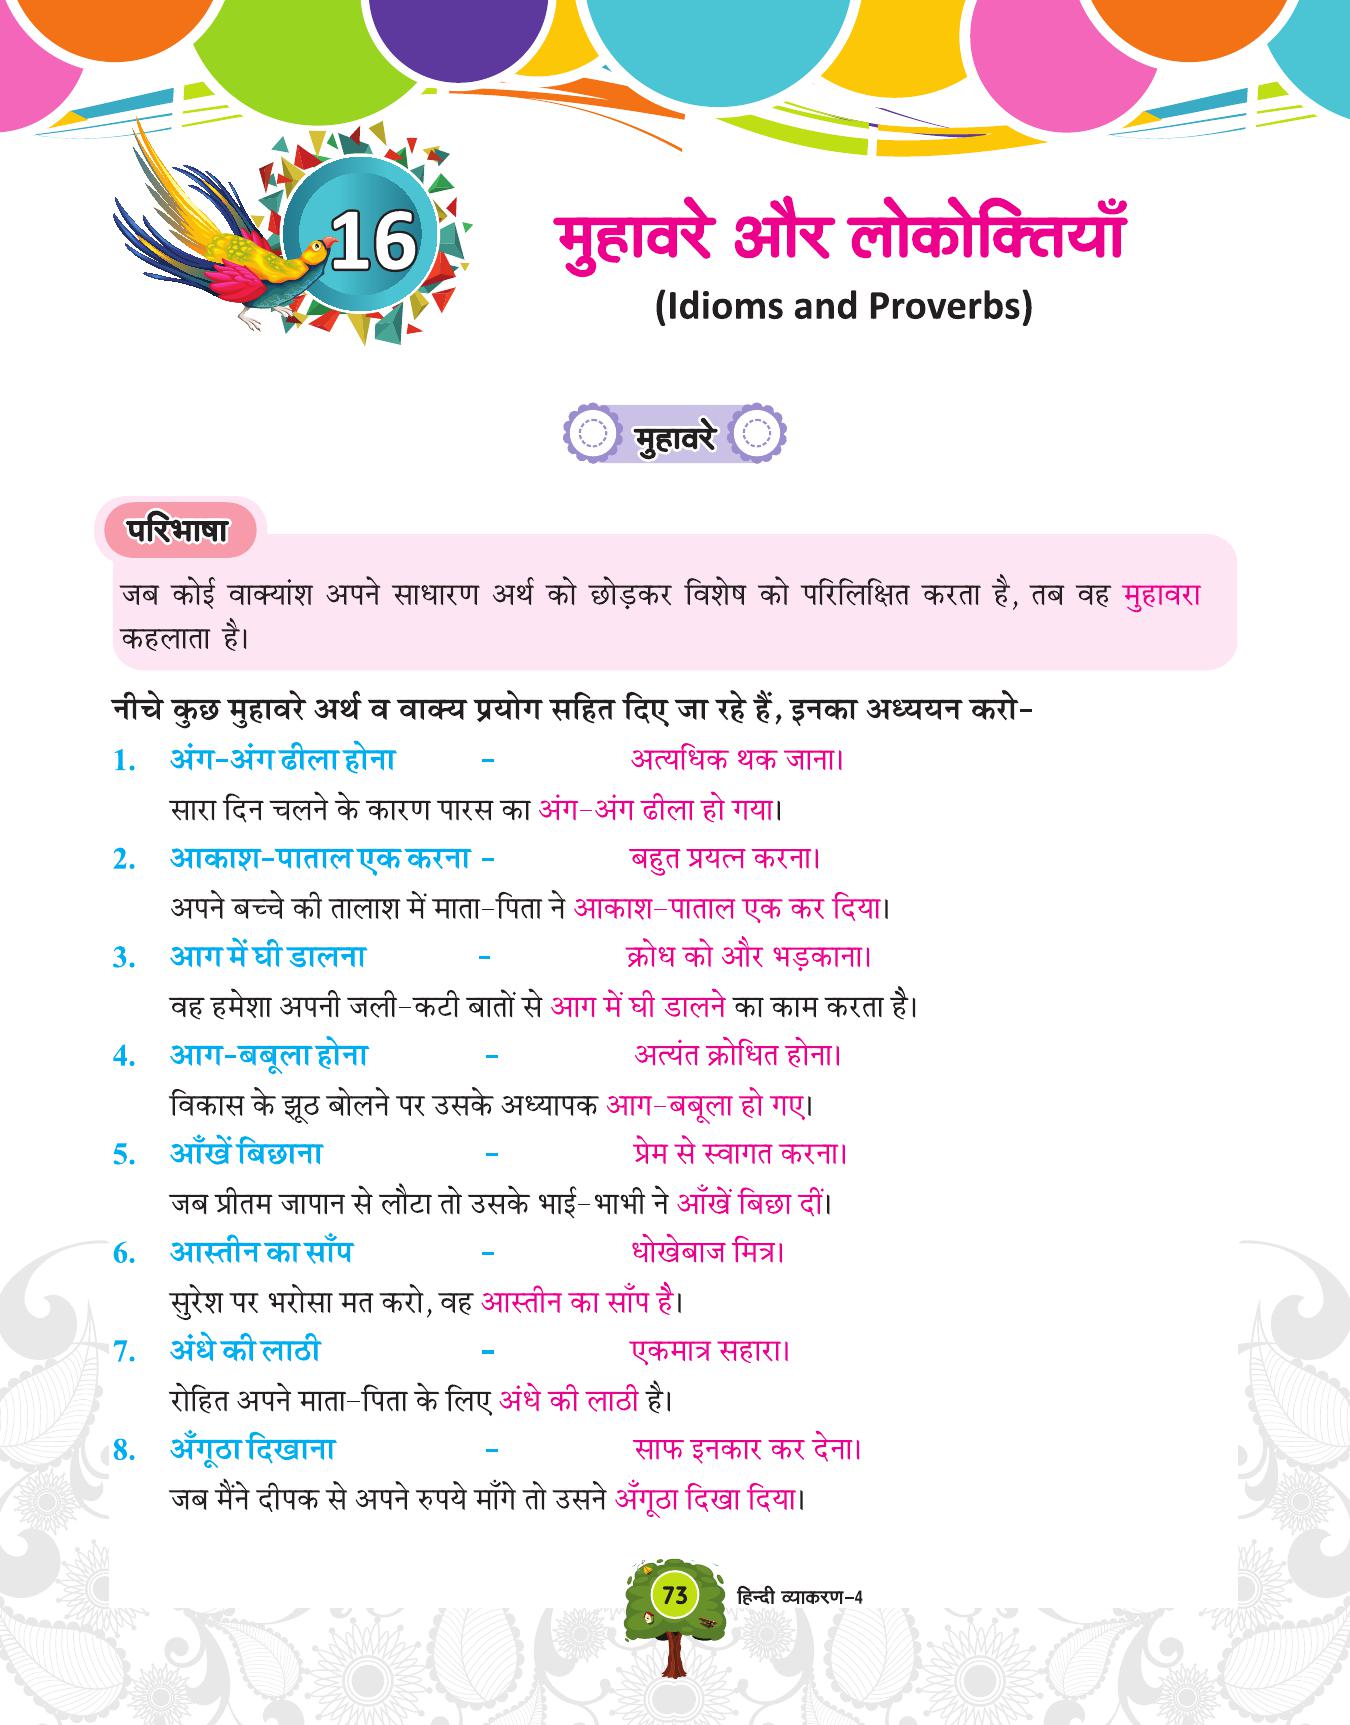 16
मुहावरे और लोकोक्तियाँ
(Idioms and Proverbs)
मुहावरे
परिभाषा
जब कोई वाक्यांश अपने साधारण अर्थ को छोड़कर विशेष को परिलिक्षित करता है, तब वह मुहावरा
कहलाता है।
नीचे कुछ मुहावरे अर्थ व वाक्य प्रयोग सहित दिए जा रहे हैं, इनका अध्ययन करो-
1. अंग-अंग ढीला होना - अत्यधिक थक जाना।
सारा दिन चलने के कारण पारस का अंग-अंग ढीला हो गया।
2. आकाश-पाताल एक करना - बहुत प्रयत्न करना।
अपने बच्चे की तालाश में माता-पिता ने आकाश-पाताल एक कर दिया।
3. आग में घी डालना - क्रोध को और भड़काना।
वह हमेशा अपनी जली-कटी बातों से आग में घी डालने का काम करता है।
4. आग-बबूला होना - अत्यंत क्रोधित होना।
विकास के झूठ बोलने पर उसके अध्यापक आग-बबूला हो गए।
5. आँखें बिछाना - प्रेम से स्वागत करना।
जब प्रीतम जापान से लौटा तो उसके भाई-भाभी ने आँखें बिछा दीं।
6. आस्तीन का साँप - धोखेबाज मित्र।
सुरेश पर भरोसा मत करो, वह आस्तीन का साँप है।
7. अंधे की लाठी - एकमात्र सहारा।
रोहित अपने माता-पिता के लिए अंधे की लाठी है।
8. अँगूठा दिखाना - साफ इनकार कर देना।
जब मैंने दीपक से अपने रुपये माँगे तो उसने अँगूठा दिखा दिया।
73 हिन्दी व्याकरण-4